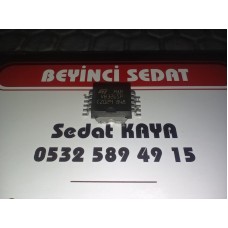 BEYİNCİ SEDAT
Sedat KAYA
0532 589 49 15